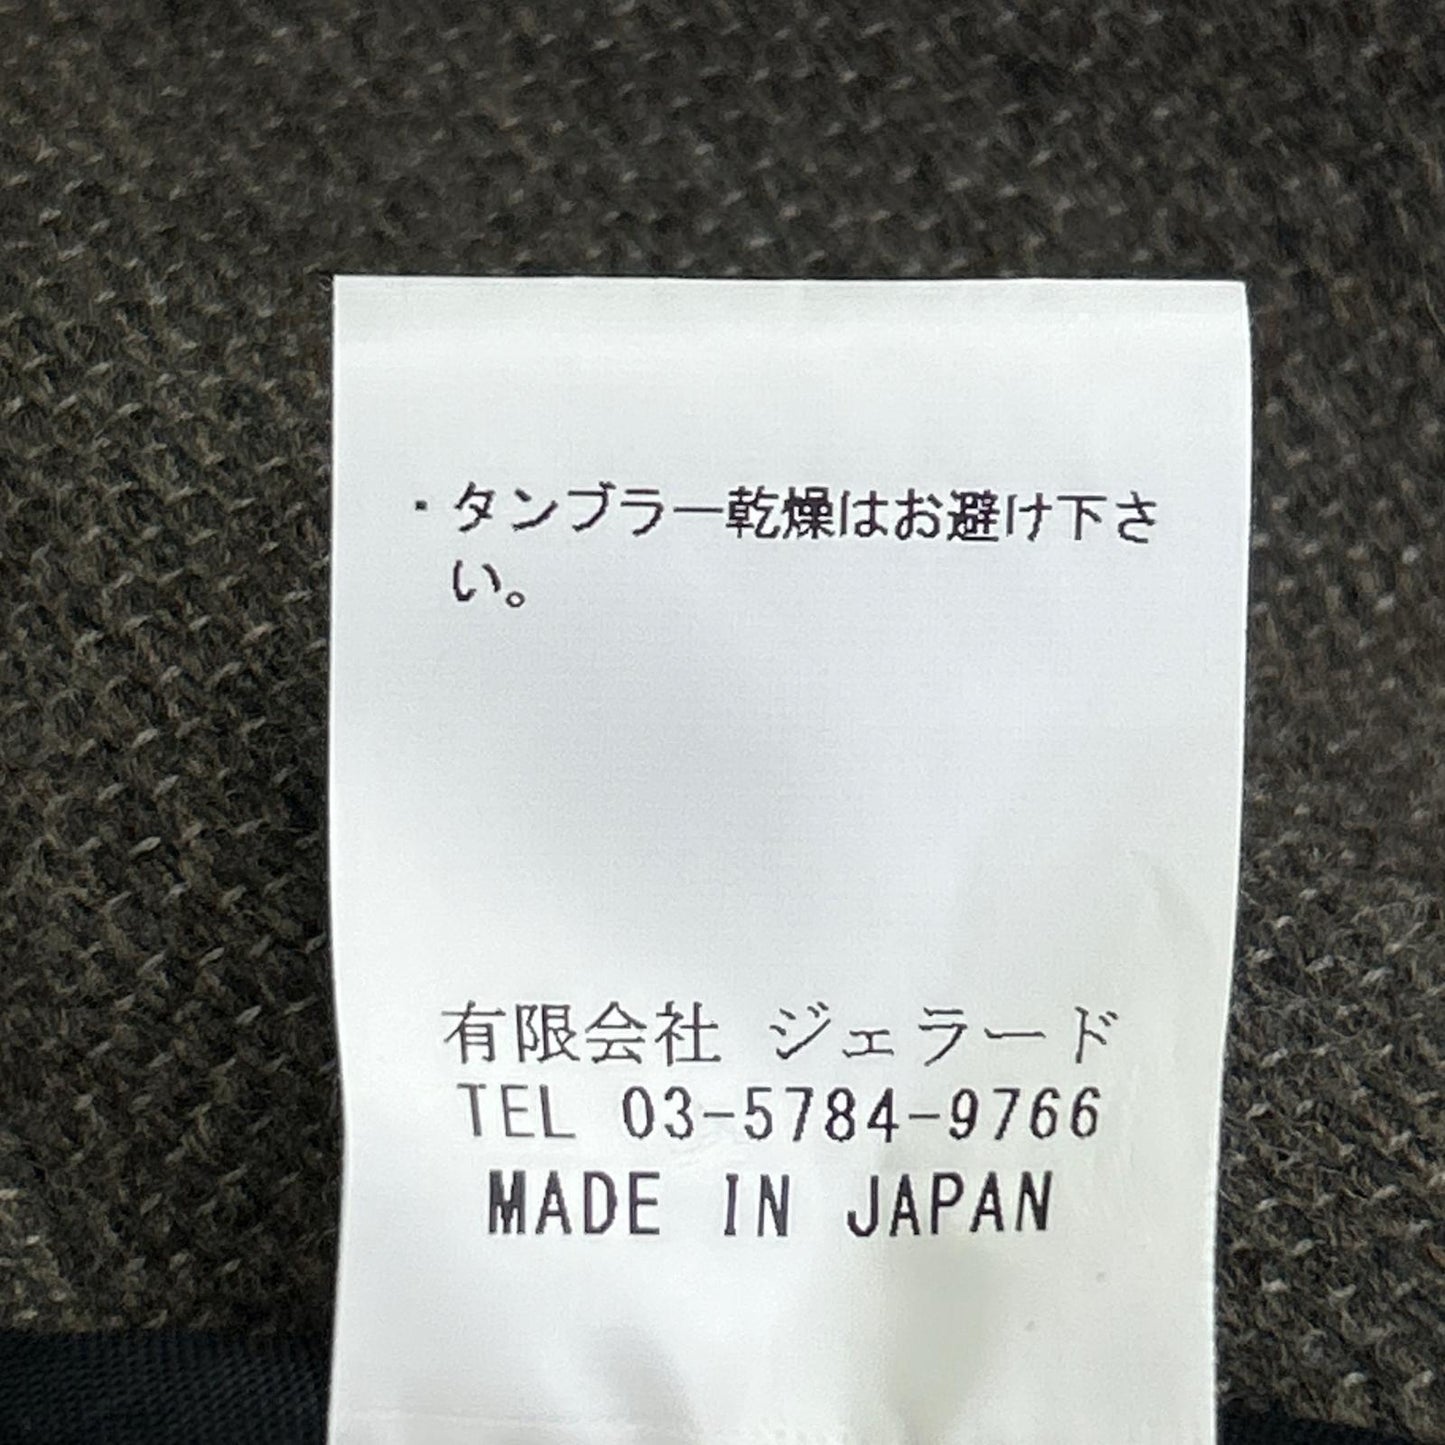 ・タンブラー乾燥はお避け下さ
い。
有限会社 ジェラード
TEL 03-5784-9766
MADE IN JAPAN